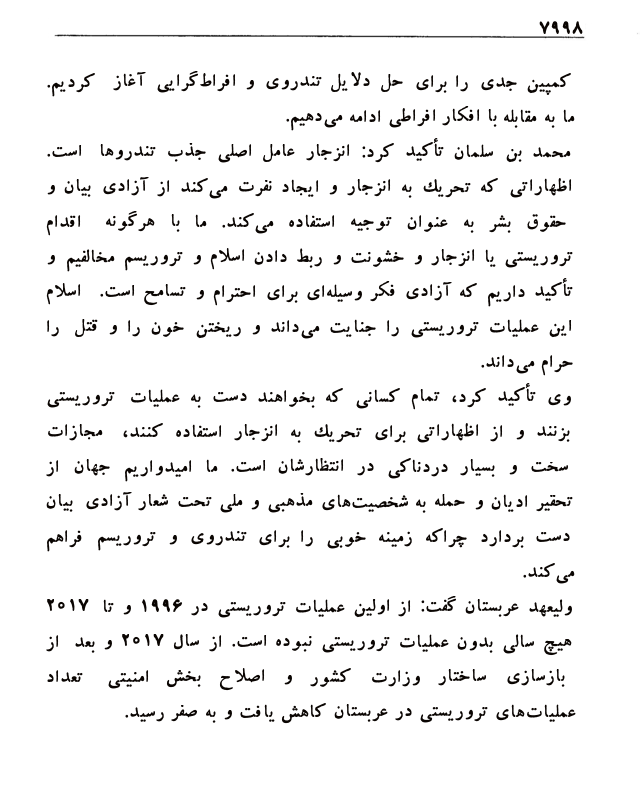 ۷۹۹۸
کمپین جدی را برای حل دلایل تندروی و افراط‌گرایی آغاز کردیم.
ما به مقابله با افکار افراطی ادامه می‌دهیم.
محمد بن سلمان تأکید کرد: انزجار عامل اصلی جذب تندروها است.
اظهاراتی که تحریك به انزجار و ایجاد نفرت می‌کند از آزادی بیان و
حقوق بشر به عنوان توجیه استفاده می‌کند. ما با هرگونه اقدام
تروریستی یا انزجار و خشونت و ربط دادن اسلام و تروریسم مخالفیم و
تأکید داریم که آزادی فکر وسیله‌ای برای احترام و تسامح است. اسلام
این عملیات تروریستی را جنایت می‌داند و ریختن خون را و قتل را
حرام می‌داند.
وی تأکید کرد، تمام کسانی که بخواهند دست به عملیات تروریستی
بزنند و از اظهاراتی برای تحریك به انزجار استفاده کنند، مجازات
سخت و بسیار دردناکی در انتظارشان است. ما امیدواریم جهان از
تحقیر ادیان و حمله به شخصیت‌های مذهبی و ملی تحت شعار آزادی بیان
دست بردارد چراکه زمینه خوبی را برای تندروی و تروریسم فراهم
می‌کند.
ولیعهد عربستان گفت: از اولین عملیات تروریستی در ۱۹۹۶ و تا ۲۰۱۷
هیچ سالی بدون عملیات تروریستی نبوده است. از سال ۲۰۱۷ و بعد از
بازسازی ساختار وزارت کشور و اصلاح بخش امنیتی تعداد
عملیات‌های تروریستی در عربستان کاهش یافت و به صفر رسید.